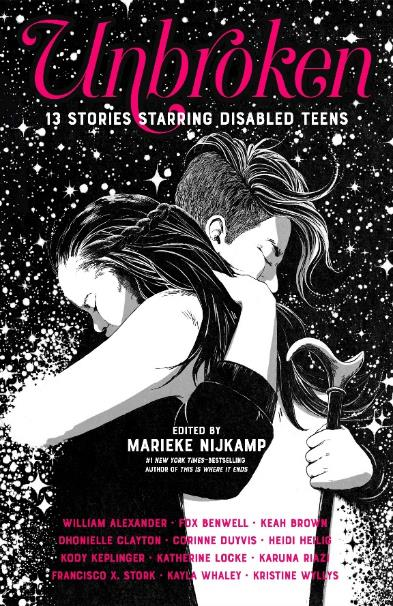 Unbroken
13 STORIES STARRING DISABLED TEENS
EDITED BY
MARIEKE NIJKAMP
#1 NEW YORK TIMES–BESTSELLING
AUTHOR OF THIS IS WHERE IT ENDS
WILLIAM ALEXANDER · FOX BENWELL · KEAH BROWN
DHONIELLE CLAYTON · CORINNE DUYVIS · HEIDI HEILIG
KODY KEPLINGER · KATHERINE LOCKE · KARUNA RIAZI
FRANCISCO X. STORK · KAYLA WHALEY · KRISTINE WYLLYS